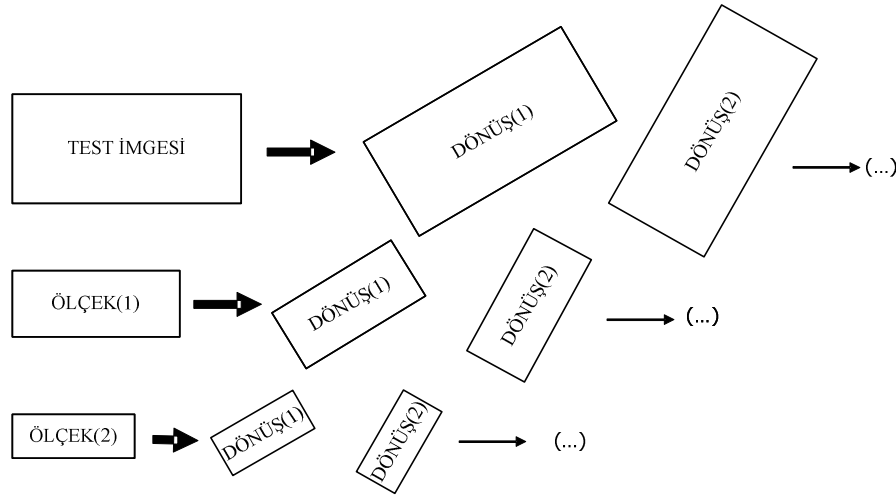 TEST İMGESİ
DÖNÜŞ(1)
DÖNÜŞ(2)
(...)
ÖLÇEK(1)
DÖNÜŞ(1)
DÖNÜŞ(2)
(...)
ÖLÇEK(2)
DÖNÜŞ(1)
DÖNÜŞ(2)
(...)